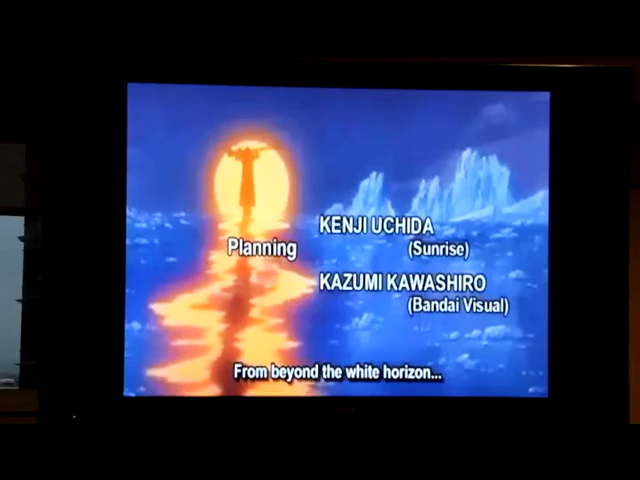 Planning
KENJI UCHIDA
(Sunrise)
KAZUMI KAWASHIRO
(Bandai Visual)
From beyond the white horizon...